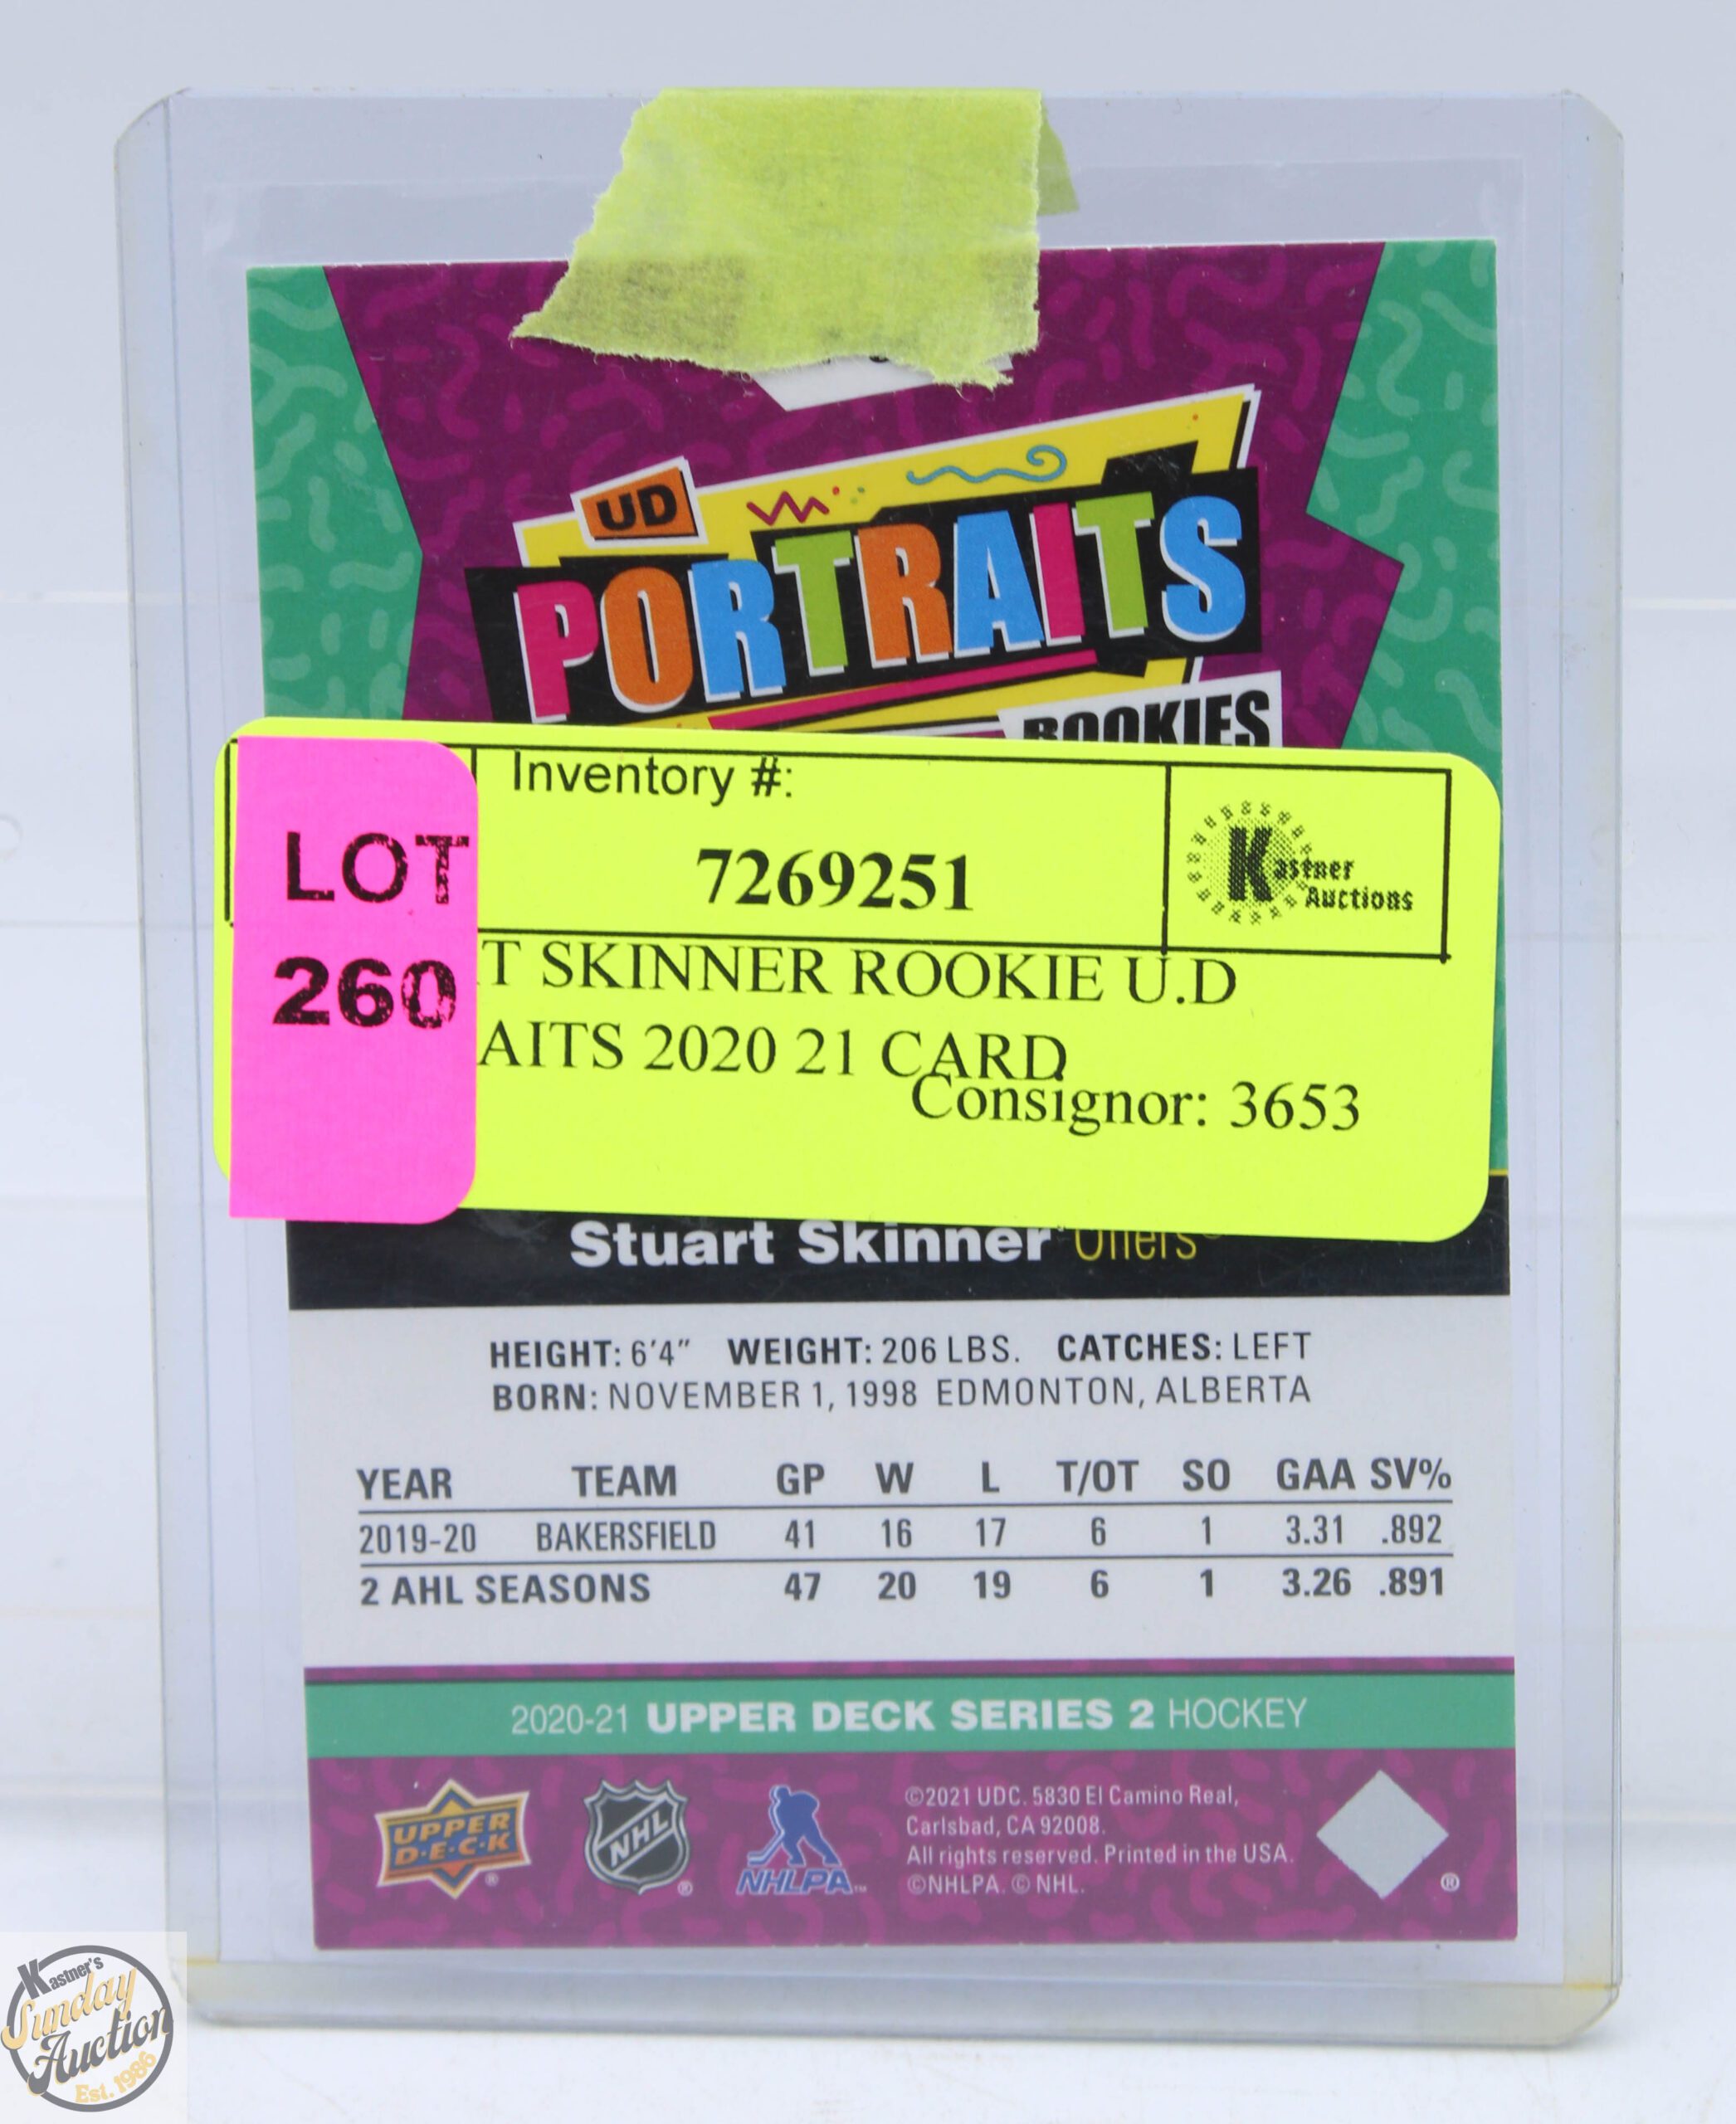 UD
PORTRAITS
ROOKIES
Inventory #:
7269251
Kastner
Auctions
LOT
260
T SKINNER ROOKIE U.D
AITS 2020 21 CARD
Consignor: 3653
Stuart Skinner Oilers
HEIGHT: 6'4" WEIGHT: 206 LBS. CATCHES: LEFT
BORN: NOVEMBER 1, 1998 EDMONTON, ALBERTA
YEAR TEAM GP W L T/OT SO GAA SV%
2019-20 BAKERSFIELD 41 16 17 6 1 3.31 .892
2 AHL SEASONS 47 20 19 6 1 3.26 .891
2020-21 UPPER DECK SERIES 2 HOCKEY
UPPER
D·E·C·K
®
NHL
®
NHLPA™
©2021 UDC. 5830 El Camino Real,
Carlsbad, CA 92008.
All rights reserved. Printed in the USA.
©NHLPA. © NHL.
®
Kastner's
Sunday
Auction
Est. 1986